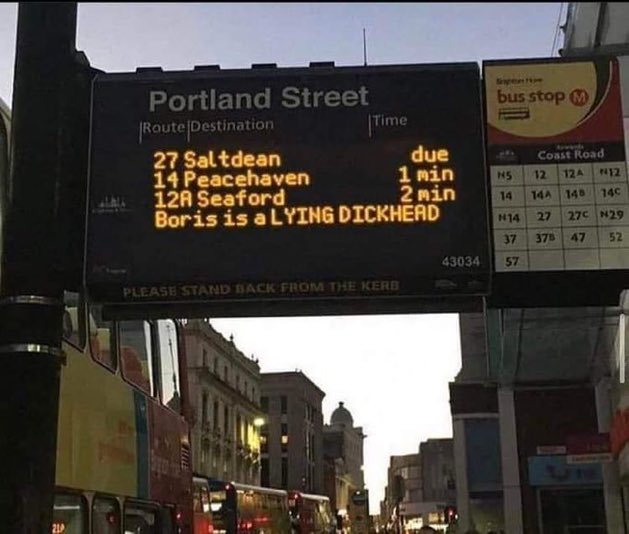 Portland Street
Route Destination Time
27 Saltdean due
14 Peacehaven 1 min
12A Seaford 2 min
Boris is a LYING DICKHEAD
43034
PLEASE STAND BACK FROM THE KERB
bus stop M
towards
Coast Road
N5 12 12A N12
14 14A 14B 14C
N14 27 27C N29
37 37B 47 52
57